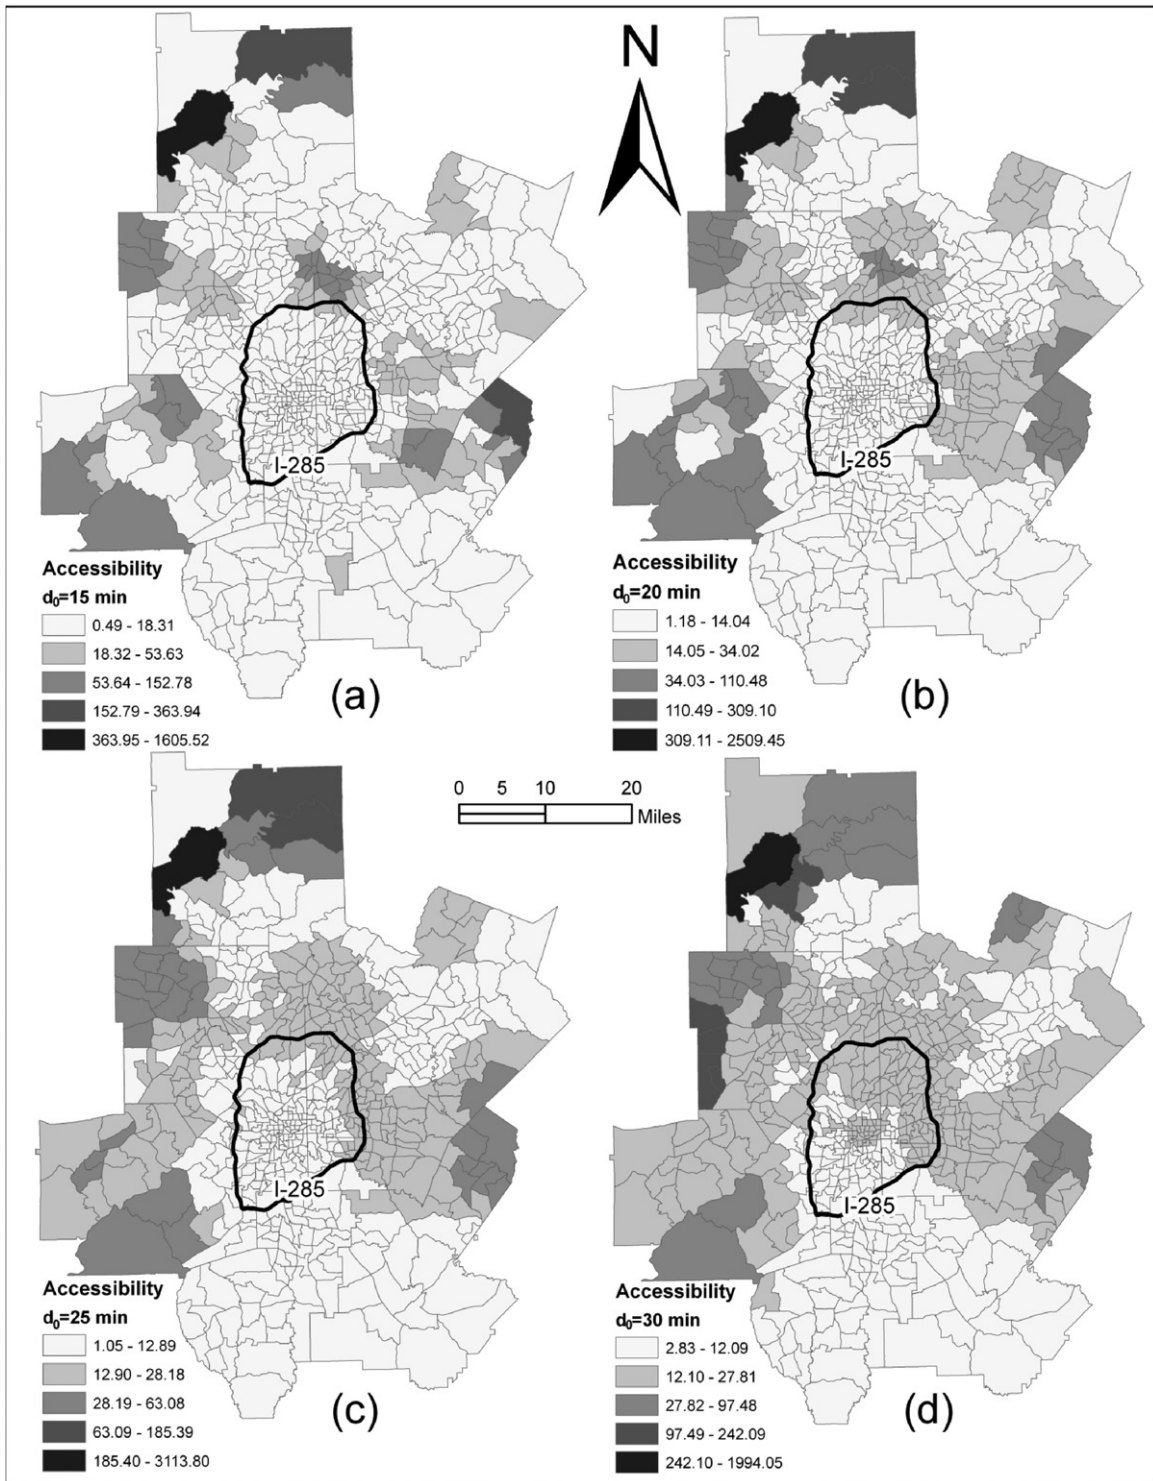 N
I-285
I-285
Accessibility
d₀=15 min
0.49 - 18.31
18.32 - 53.63
53.64 - 152.78
152.79 - 363.94
363.95 - 1605.52
(a)
Accessibility
d₀=20 min
1.18 - 14.04
14.05 - 34.02
34.03 - 110.48
110.49 - 309.10
309.11 - 2509.45
(b)
0 5 10 20
Miles
I-285
I-285
Accessibility
d₀=25 min
1.05 - 12.89
12.90 - 28.18
28.19 - 63.08
63.09 - 185.39
185.40 - 3113.80
(c)
Accessibility
d₀=30 min
2.83 - 12.09
12.10 - 27.81
27.82 - 97.48
97.49 - 242.09
242.10 - 1994.05
(d)